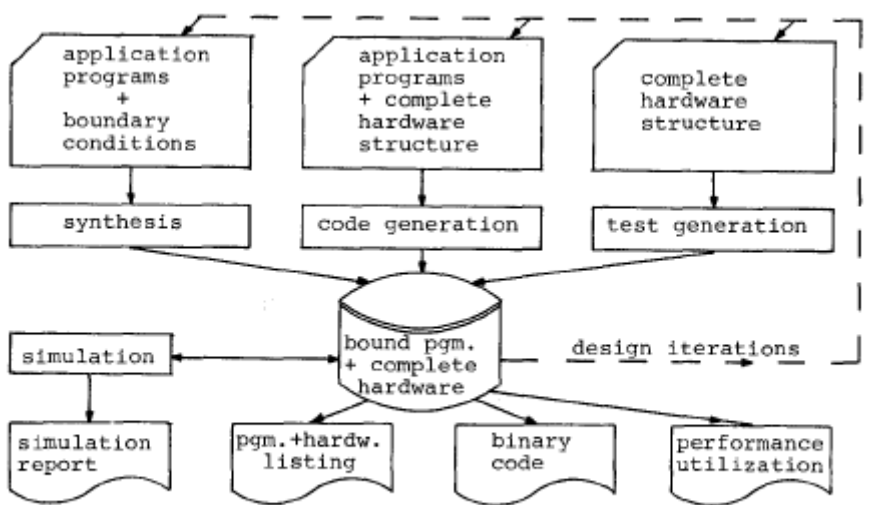 application
programs
+
boundary
conditions
application
programs
+ complete
hardware
structure
complete
hardware
structure
synthesis
code generation
test generation
simulation
bound pgm.
+ complete
hardware
design iterations
simulation
report
pgm.+hardw.
listing
binary
code
performance
utilization